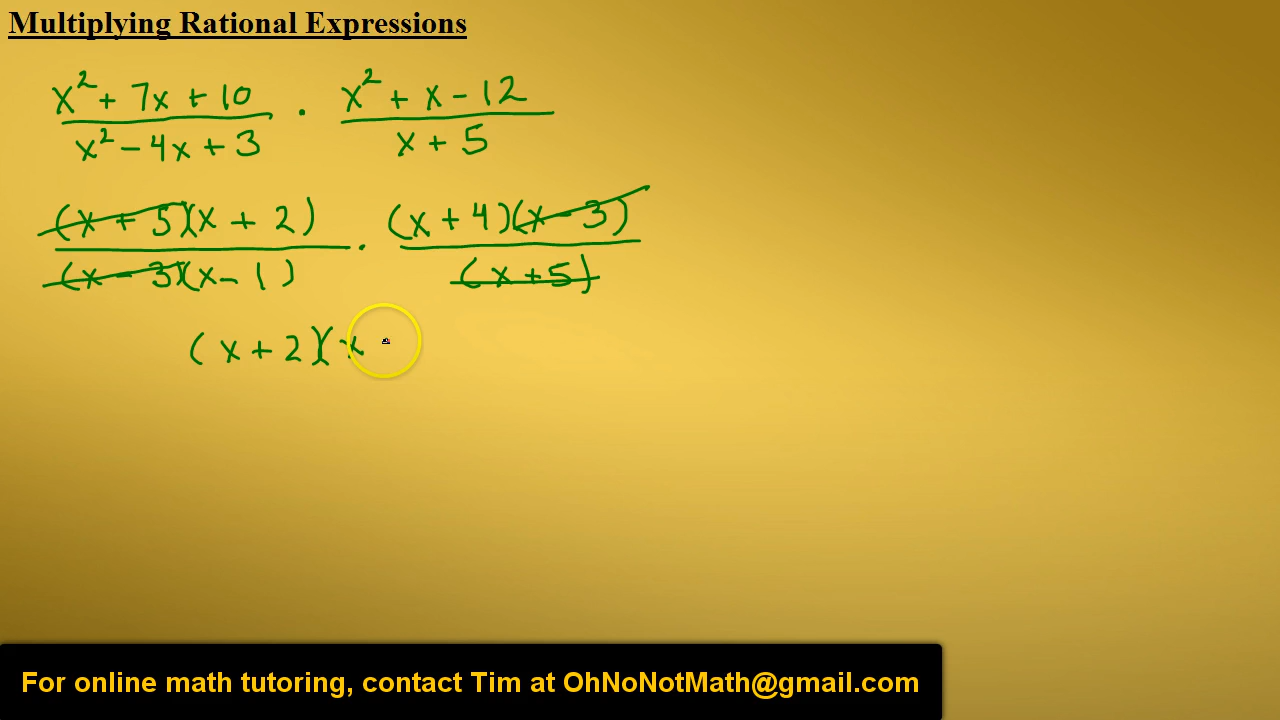 Multiplying Rational Expressions
x² + 7x + 10 / x² - 4x + 3 · x² + x - 12 / x + 5
(x + 5)(x + 2) / (x - 3)(x - 1) · (x + 4)(x - 3) / (x + 5)
(x + 2)(x
For online math tutoring, contact Tim at OhNoNotMath@gmail.com